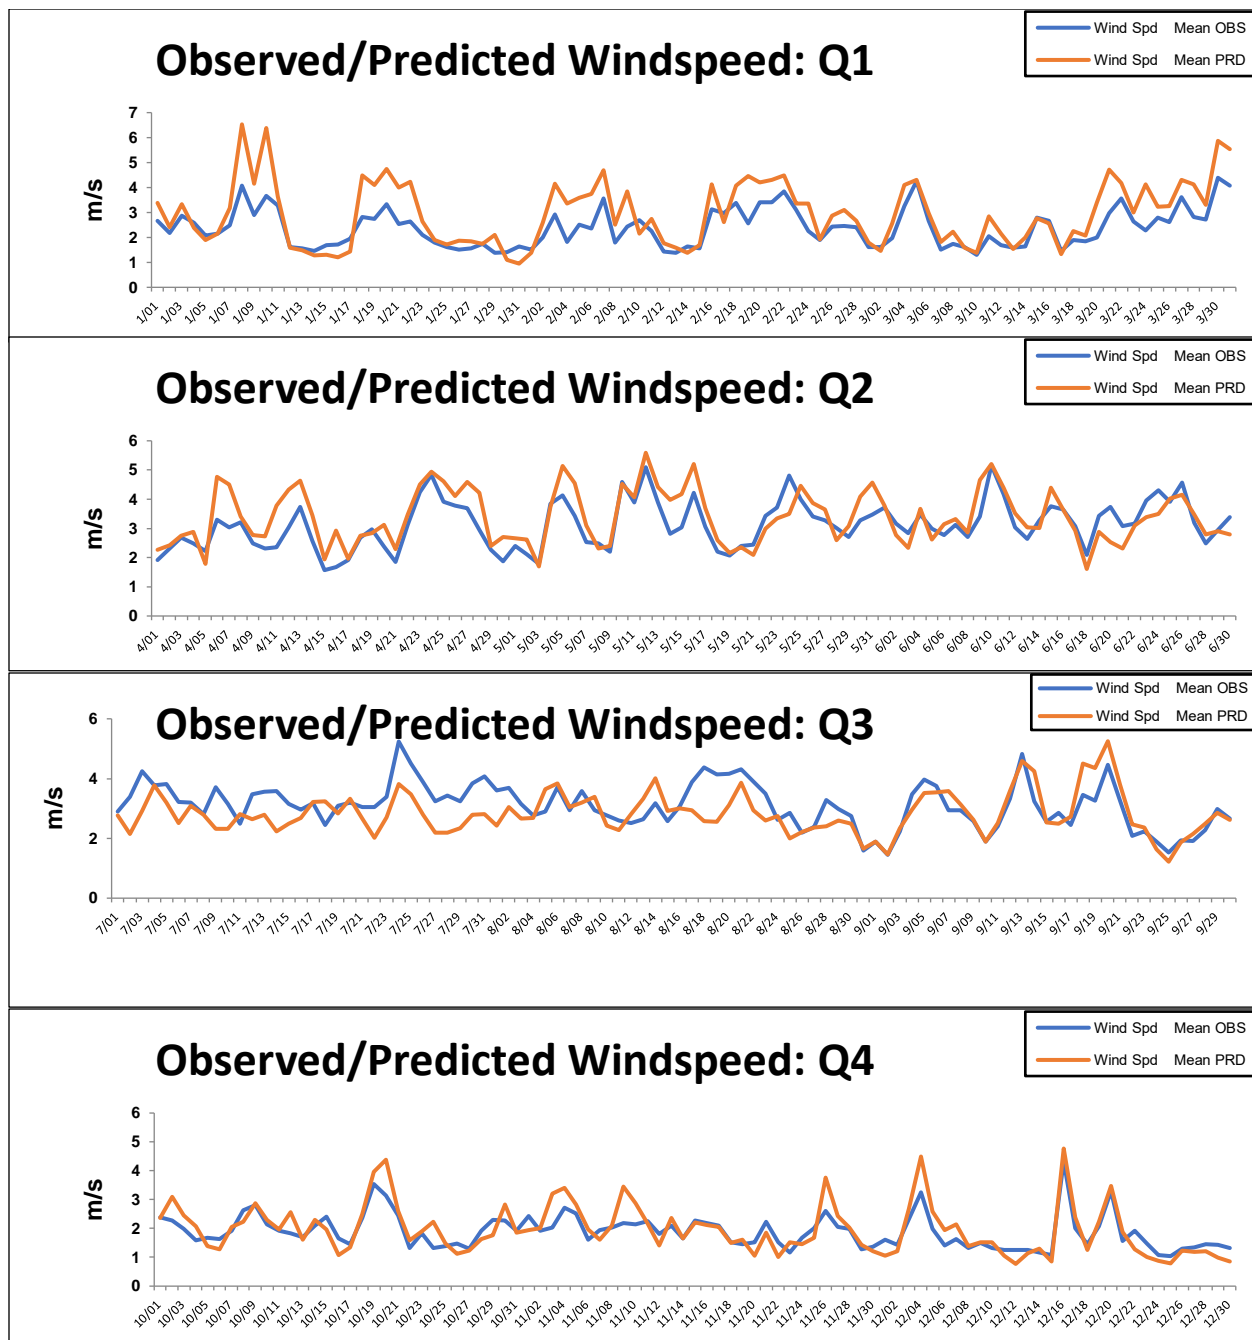 Wind Spd Mean OBS
Wind Spd Mean PRD
Observed/Predicted Windspeed: Q1
m/s
7
6
5
4
3
2
1
0
1/01 1/03 1/05 1/07 1/09 1/11 1/13 1/15 1/17 1/19 1/21 1/23 1/25 1/27 1/29 1/31 2/02 2/04 2/06 2/08 2/10 2/12 2/14 2/16 2/18 2/20 2/22 2/24 2/26 2/28 3/02 3/04 3/06 3/08 3/10 3/12 3/14 3/16 3/18 3/20 3/22 3/24 3/26 3/28 3/30
Wind Spd Mean OBS
Wind Spd Mean PRD
Observed/Predicted Windspeed: Q2
m/s
6
5
4
3
2
1
0
4/01 4/03 4/05 4/07 4/09 4/11 4/13 4/15 4/17 4/19 4/21 4/23 4/25 4/27 4/29 5/01 5/03 5/05 5/07 5/09 5/11 5/13 5/15 5/17 5/19 5/21 5/23 5/25 5/27 5/29 5/31 6/02 6/04 6/06 6/08 6/10 6/12 6/14 6/16 6/18 6/20 6/22 6/24 6/26 6/28 6/30
Wind Spd Mean OBS
Wind Spd Mean PRD
Observed/Predicted Windspeed: Q3
m/s
6
4
2
0
7/01 7/03 7/05 7/07 7/09 7/11 7/13 7/15 7/17 7/19 7/21 7/23 7/25 7/27 7/29 7/31 8/02 8/04 8/06 8/08 8/10 8/12 8/14 8/16 8/18 8/20 8/22 8/24 8/26 8/28 8/30 9/01 9/03 9/05 9/07 9/09 9/11 9/13 9/15 9/17 9/19 9/21 9/23 9/25 9/27 9/29
Wind Spd Mean OBS
Wind Spd Mean PRD
Observed/Predicted Windspeed: Q4
m/s
6
5
4
3
2
1
0
10/01 10/03 10/05 10/07 10/09 10/11 10/13 10/15 10/17 10/19 10/21 10/23 10/25 10/27 10/29 10/31 11/02 11/04 11/06 11/08 11/10 11/12 11/14 11/16 11/18 11/20 11/22 11/24 11/26 11/28 11/30 12/02 12/04 12/06 12/08 12/10 12/12 12/14 12/16 12/18 12/20 12/22 12/24 12/26 12/28 12/30